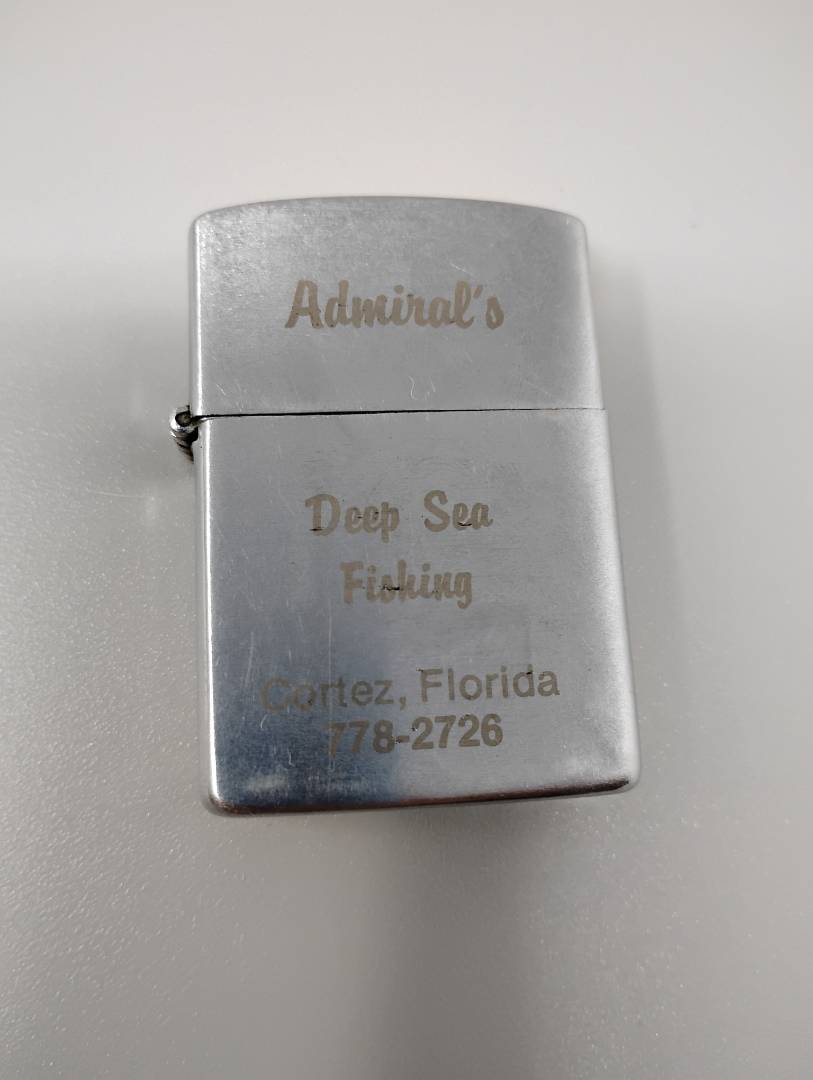 Admiral's
Deep Sea
Fishing
Cortez, Florida
778-2726